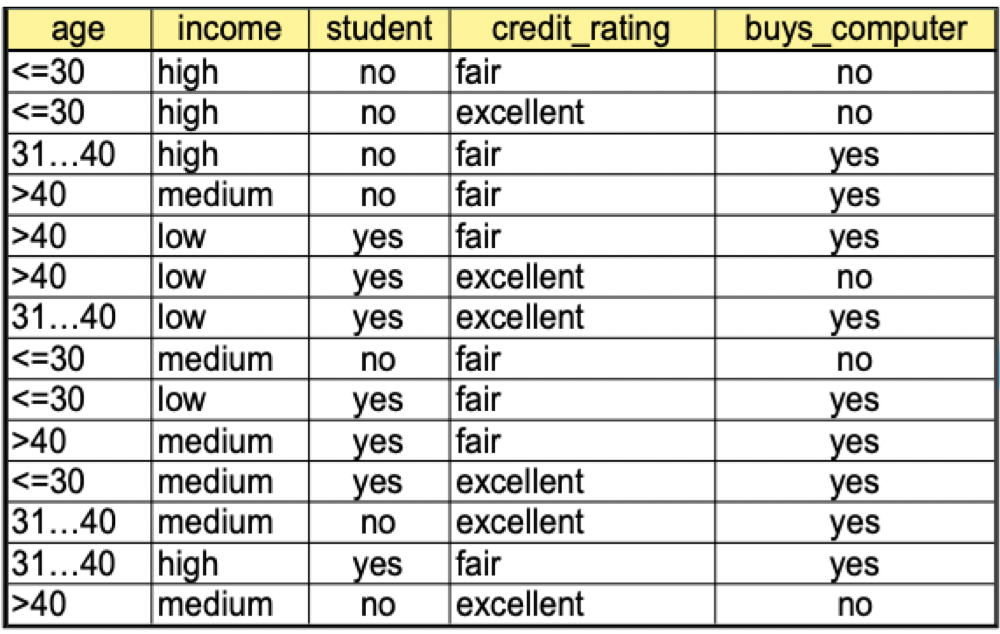 age income student credit_rating buys_computer
<=30 high no fair no
<=30 high no excellent no
31…40 high no fair yes
>40 medium no fair yes
>40 low yes fair yes
>40 low yes excellent no
31…40 low yes excellent yes
<=30 medium no fair no
<=30 low yes fair yes
>40 medium yes fair yes
<=30 medium yes excellent yes
31…40 medium no excellent yes
31…40 high yes fair yes
>40 medium no excellent no